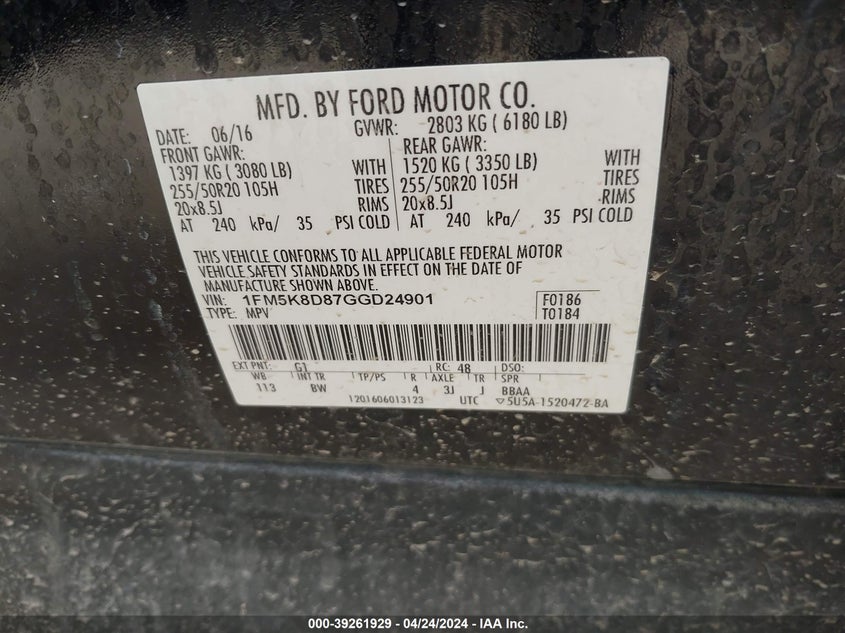 MFD. BY FORD MOTOR CO.
DATE: 06/16 GVWR: 2803 KG ( 6180 LB)
FRONT GAWR: REAR GAWR:
1397 KG ( 3080 LB) WITH 1520 KG ( 3350 LB) WITH
255/50R20 105H TIRES 255/50R20 105H TIRES
20x8.5J RIMS 20x8.5J RIMS
AT 240 kPa/ 35 PSI COLD AT 240 kPa/ 35 PSI COLD
THIS VEHICLE CONFORMS TO ALL APPLICABLE FEDERAL MOTOR
VEHICLE SAFETY STANDARDS IN EFFECT ON THE DATE OF
MANUFACTURE SHOWN ABOVE.
VIN: 1FM5K8D87GGD24901 F0186
TYPE: MPV T0184
EXT PNT: G1 RC: 48 DSO:
WB INT TR TP/PS R AXLE TR SPR
113 BW 4 3J J BBAA
1201606013123 UTC ▽5U5A-1520472-BA
000-39261929 - 04/24/2024 - IAA Inc.